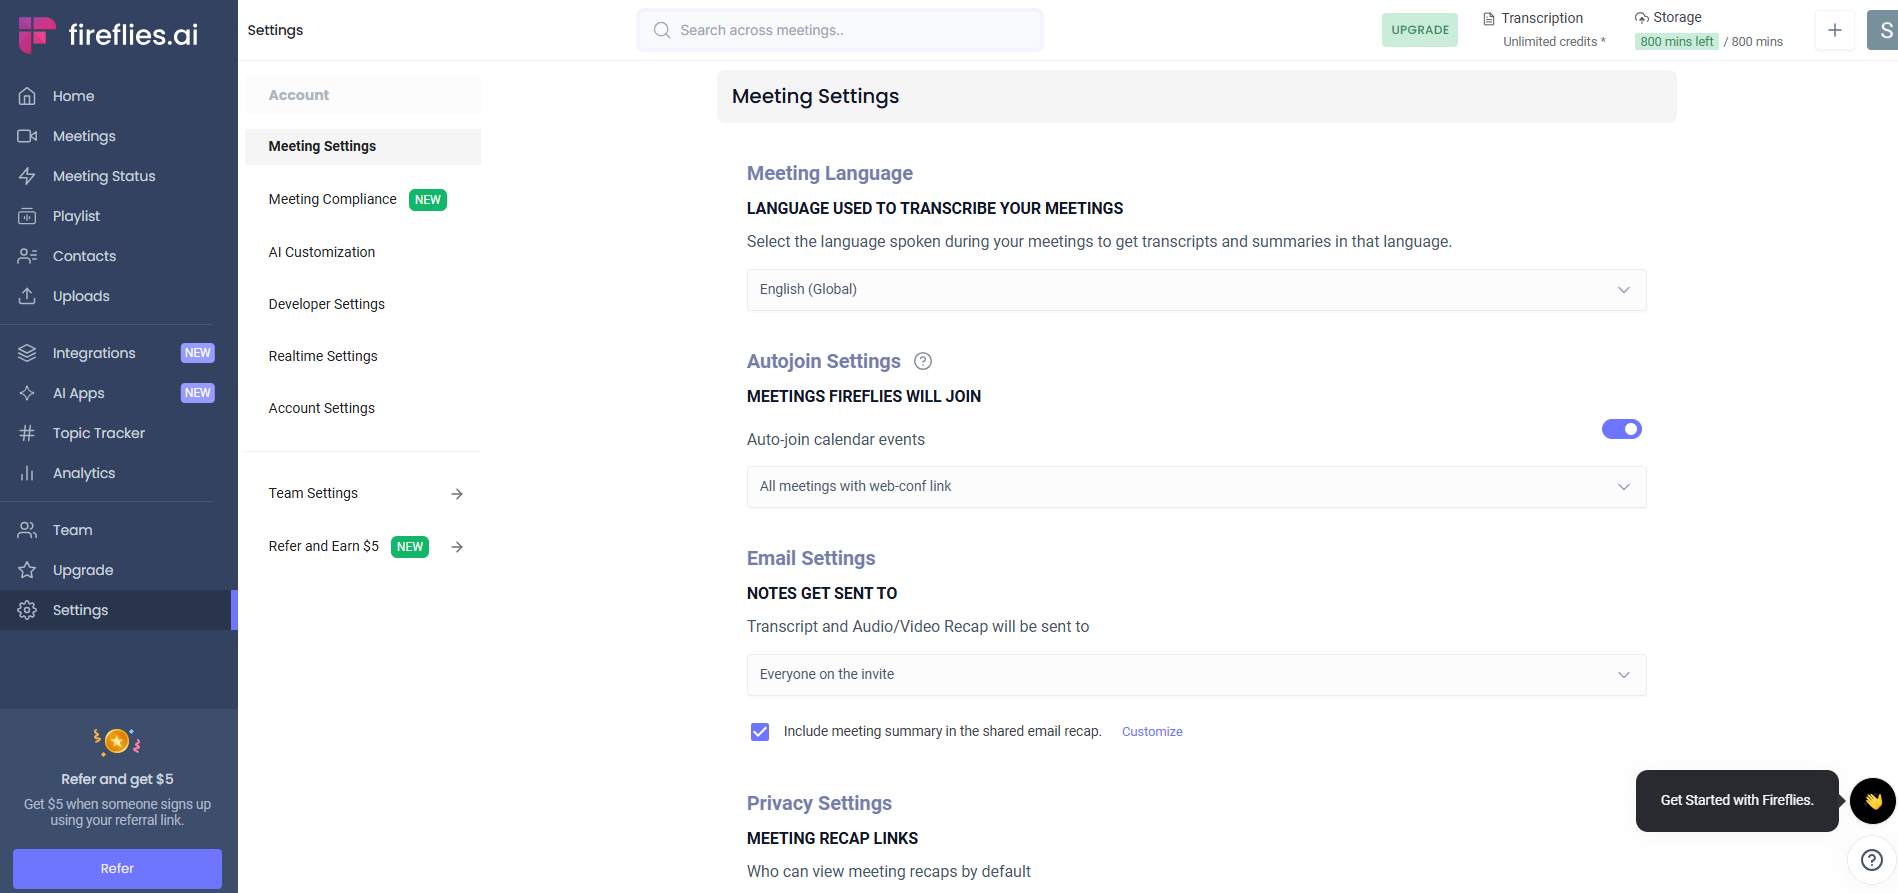 fireflies.ai
Home
Meetings
Meeting Status
Playlist
Contacts
Uploads
Integrations NEW
AI Apps NEW
Topic Tracker
Analytics
Team
Upgrade
Settings
Refer and get $5
Get $5 when someone signs up
using your referral link.
Refer
Settings
Search across meetings..
UPGRADE
Transcription
Unlimited credits *
Storage
800 mins left / 800 mins
S
Account
Meeting Settings
Meeting Compliance NEW
AI Customization
Developer Settings
Realtime Settings
Account Settings
Team Settings
Refer and Earn $5 NEW
Meeting Settings
Meeting Language
LANGUAGE USED TO TRANSCRIBE YOUR MEETINGS
Select the language spoken during your meetings to get transcripts and summaries in that language.
English (Global)
Autojoin Settings
MEETINGS FIREFLIES WILL JOIN
Auto-join calendar events
All meetings with web-conf link
Email Settings
NOTES GET SENT TO
Transcript and Audio/Video Recap will be sent to
Everyone on the invite
Include meeting summary in the shared email recap. Customize
Privacy Settings
MEETING RECAP LINKS
Who can view meeting recaps by default
Get Started with Fireflies.